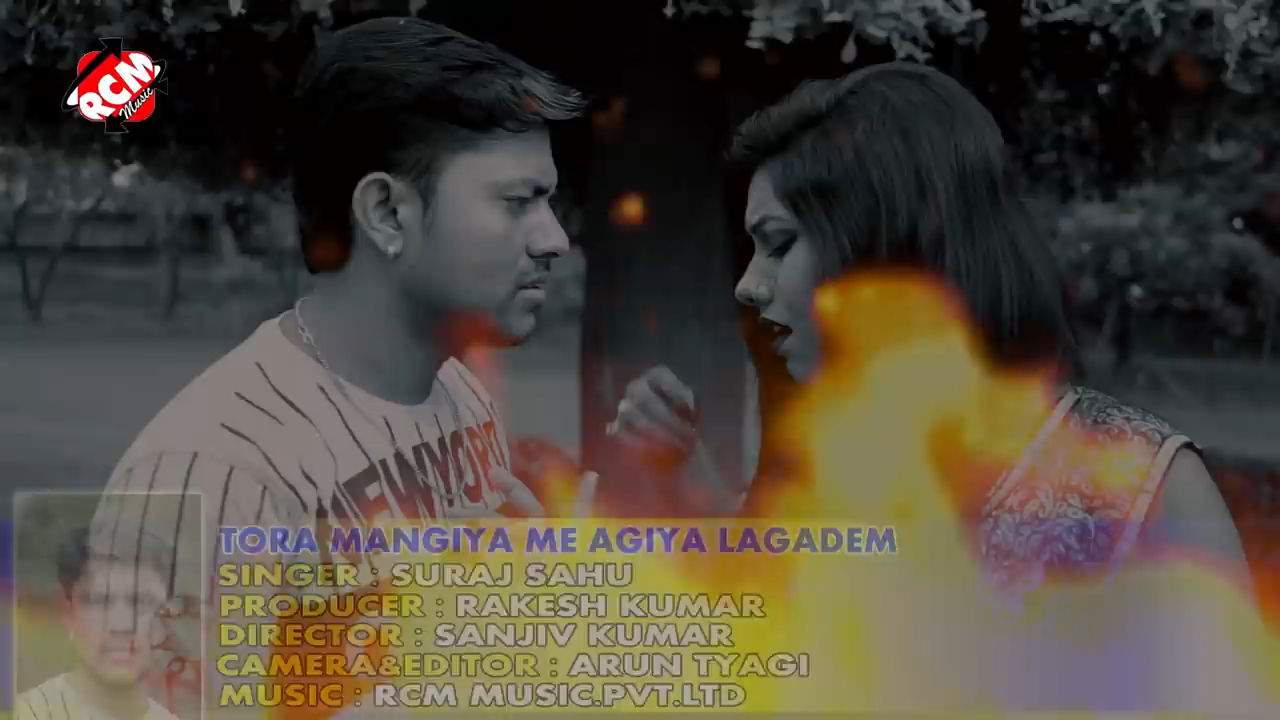 RCM
Music
NEWYORK
TORA MANGIYA ME AGIYA LAGADEM
SINGER : SURAJ SAHU
PRODUCER : RAKESH KUMAR
DIRECTOR : SANJIV KUMAR
CAMERA&EDITOR : ARUN TYAGI
MUSIC : RCM MUSIC.PVT.LTD